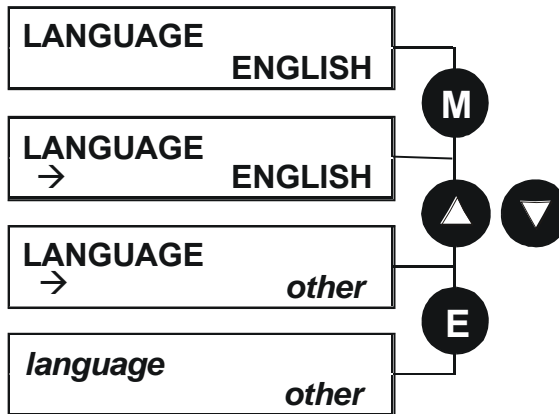 LANGUAGE
ENGLISH
M
LANGUAGE
→ ENGLISH
LANGUAGE
→ other
E
language
other